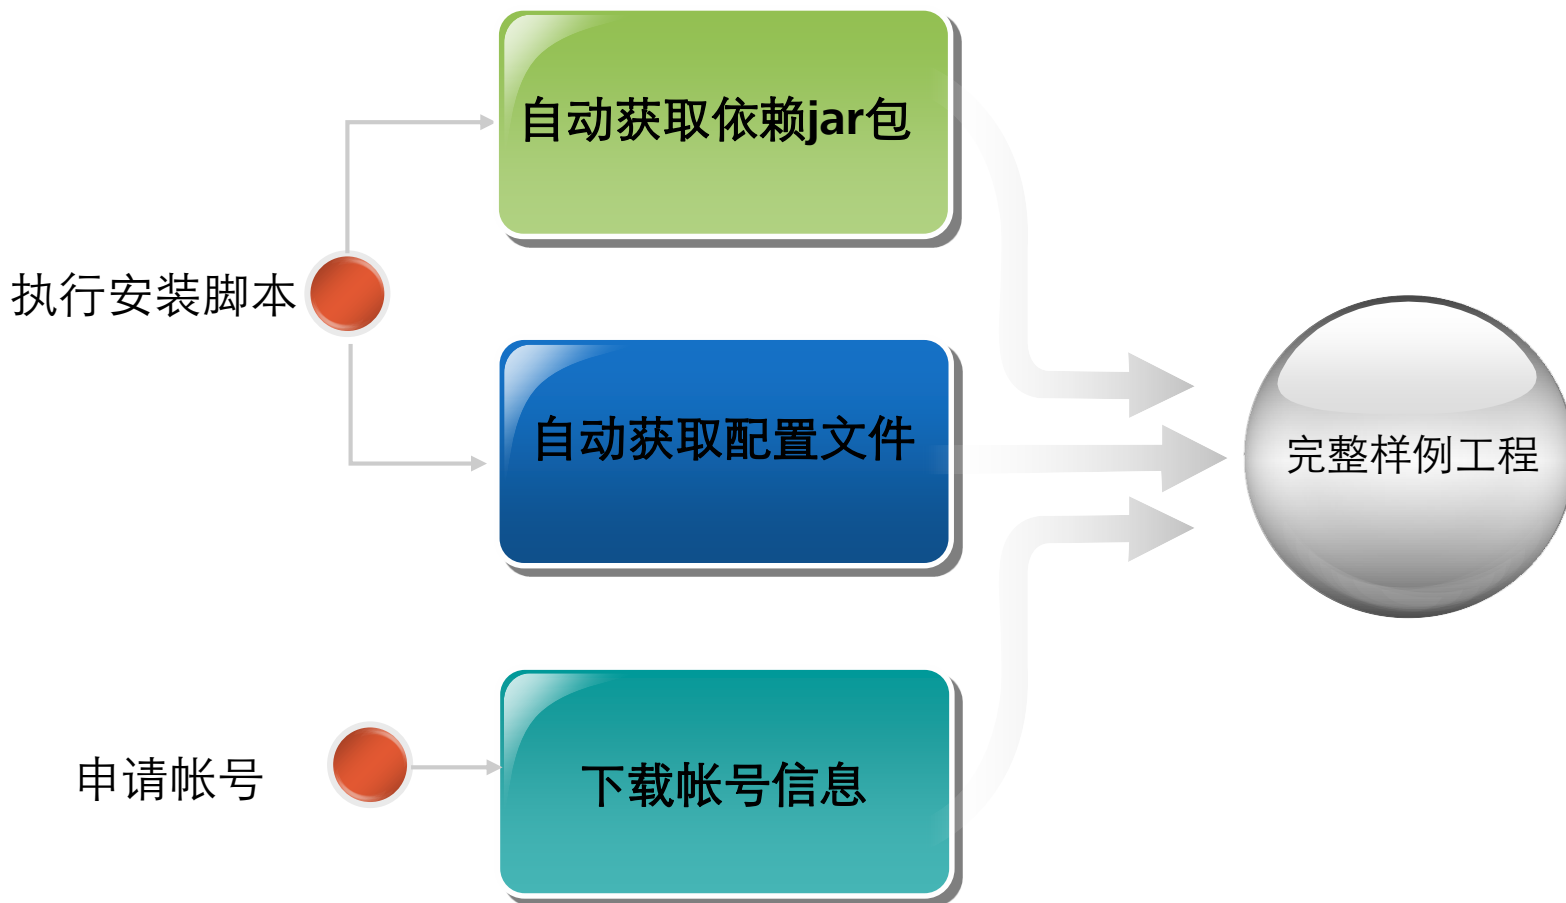 自动获取依赖jar包
执行安装脚本
自动获取配置文件
完整样例工程
申请帐号
下载帐号信息